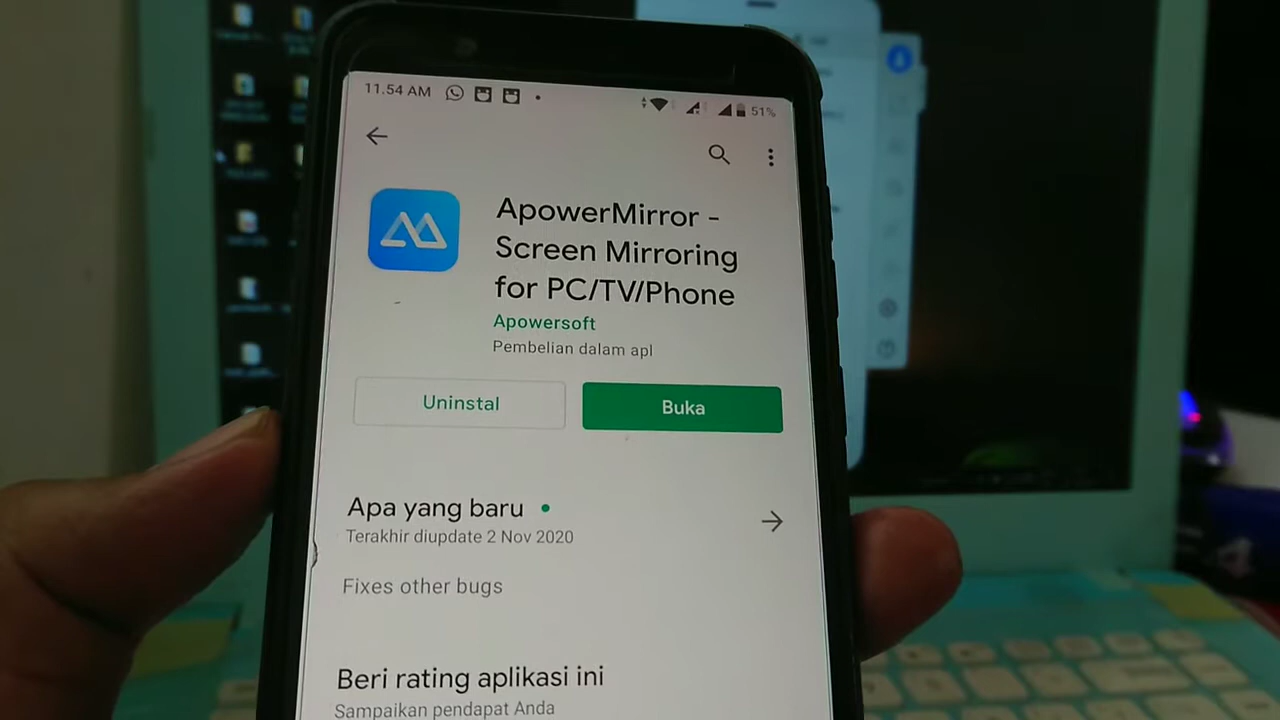 11.54 AM
51%
ApowerMirror -
Screen Mirroring
for PC/TV/Phone
Apowersoft
Pembelian dalam apl
Uninstal
Buka
Apa yang baru
Terakhir diupdate 2 Nov 2020
Fixes other bugs
Beri rating aplikasi ini
Sampaikan pendapat Anda